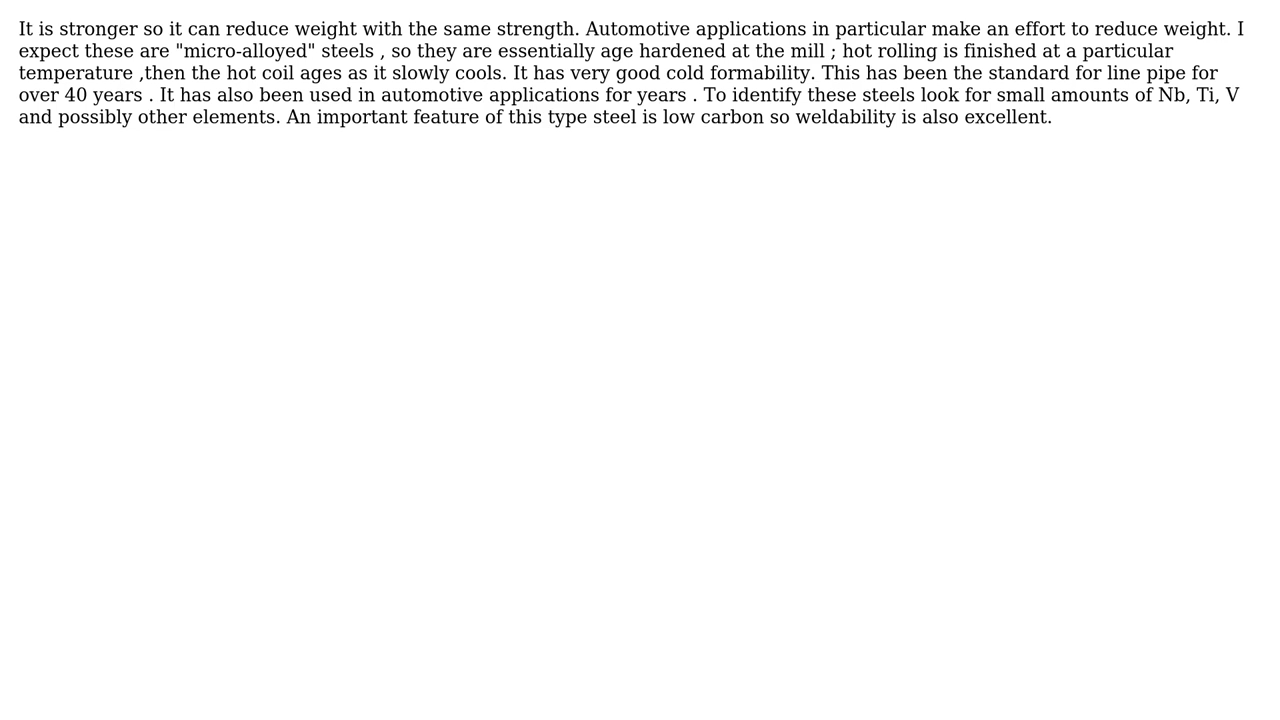 It is stronger so it can reduce weight with the same strength. Automotive applications in particular make an effort to reduce weight. I
expect these are "micro-alloyed" steels , so they are essentially age hardened at the mill ; hot rolling is finished at a particular
temperature ,then the hot coil ages as it slowly cools. It has very good cold formability. This has been the standard for line pipe for
over 40 years . It has also been used in automotive applications for years . To identify these steels look for small amounts of Nb, Ti, V
and possibly other elements. An important feature of this type steel is low carbon so weldability is also excellent.